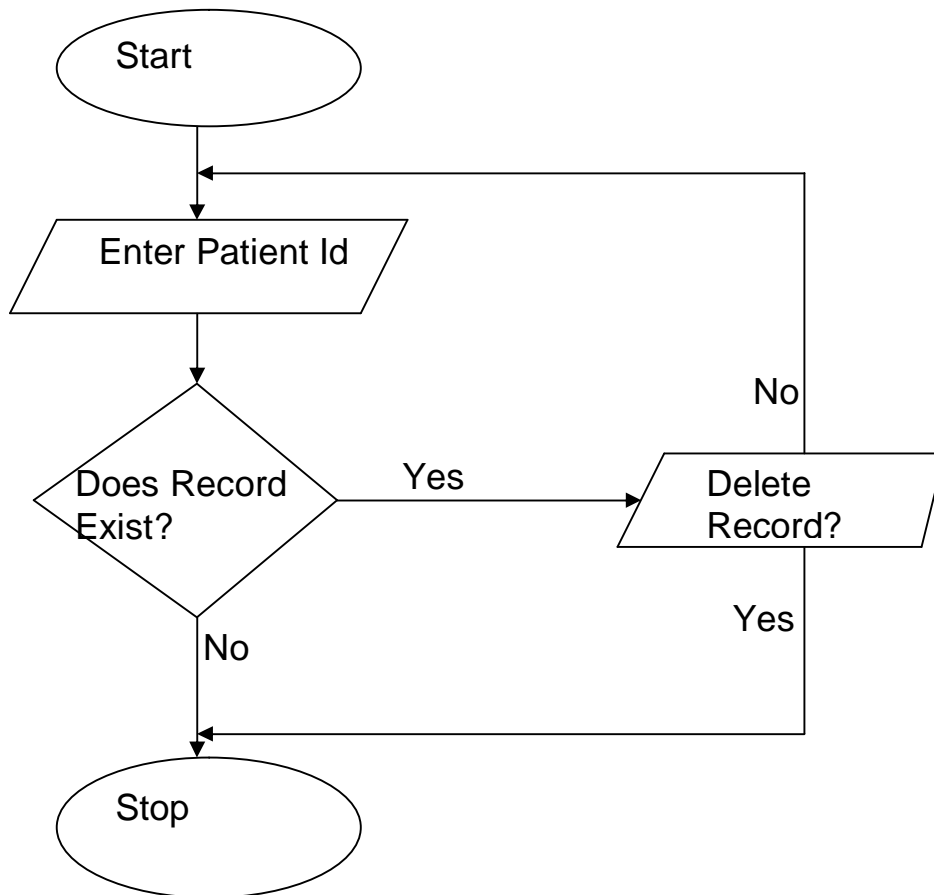 Start
Enter Patient Id
No
Does Record
Exist?
Yes
Delete
Record?
Yes
No
Stop